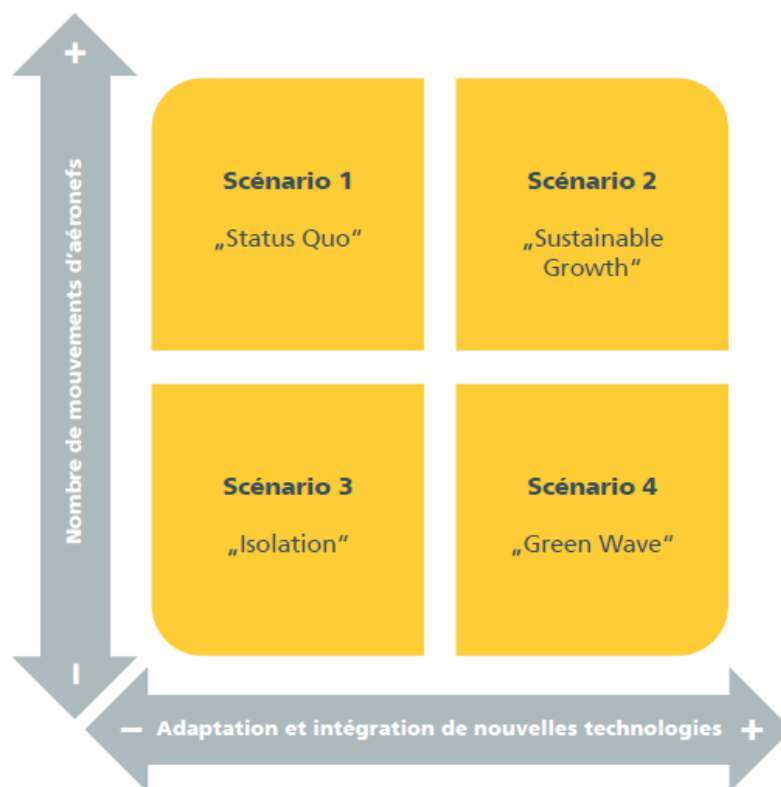 +
Nombre de mouvements d’aéronefs
–
Scénario 1
„Status Quo“
Scénario 2
„Sustainable
Growth“
Scénario 3
„Isolation“
Scénario 4
„Green Wave“
– Adaptation et intégration de nouvelles technologies +